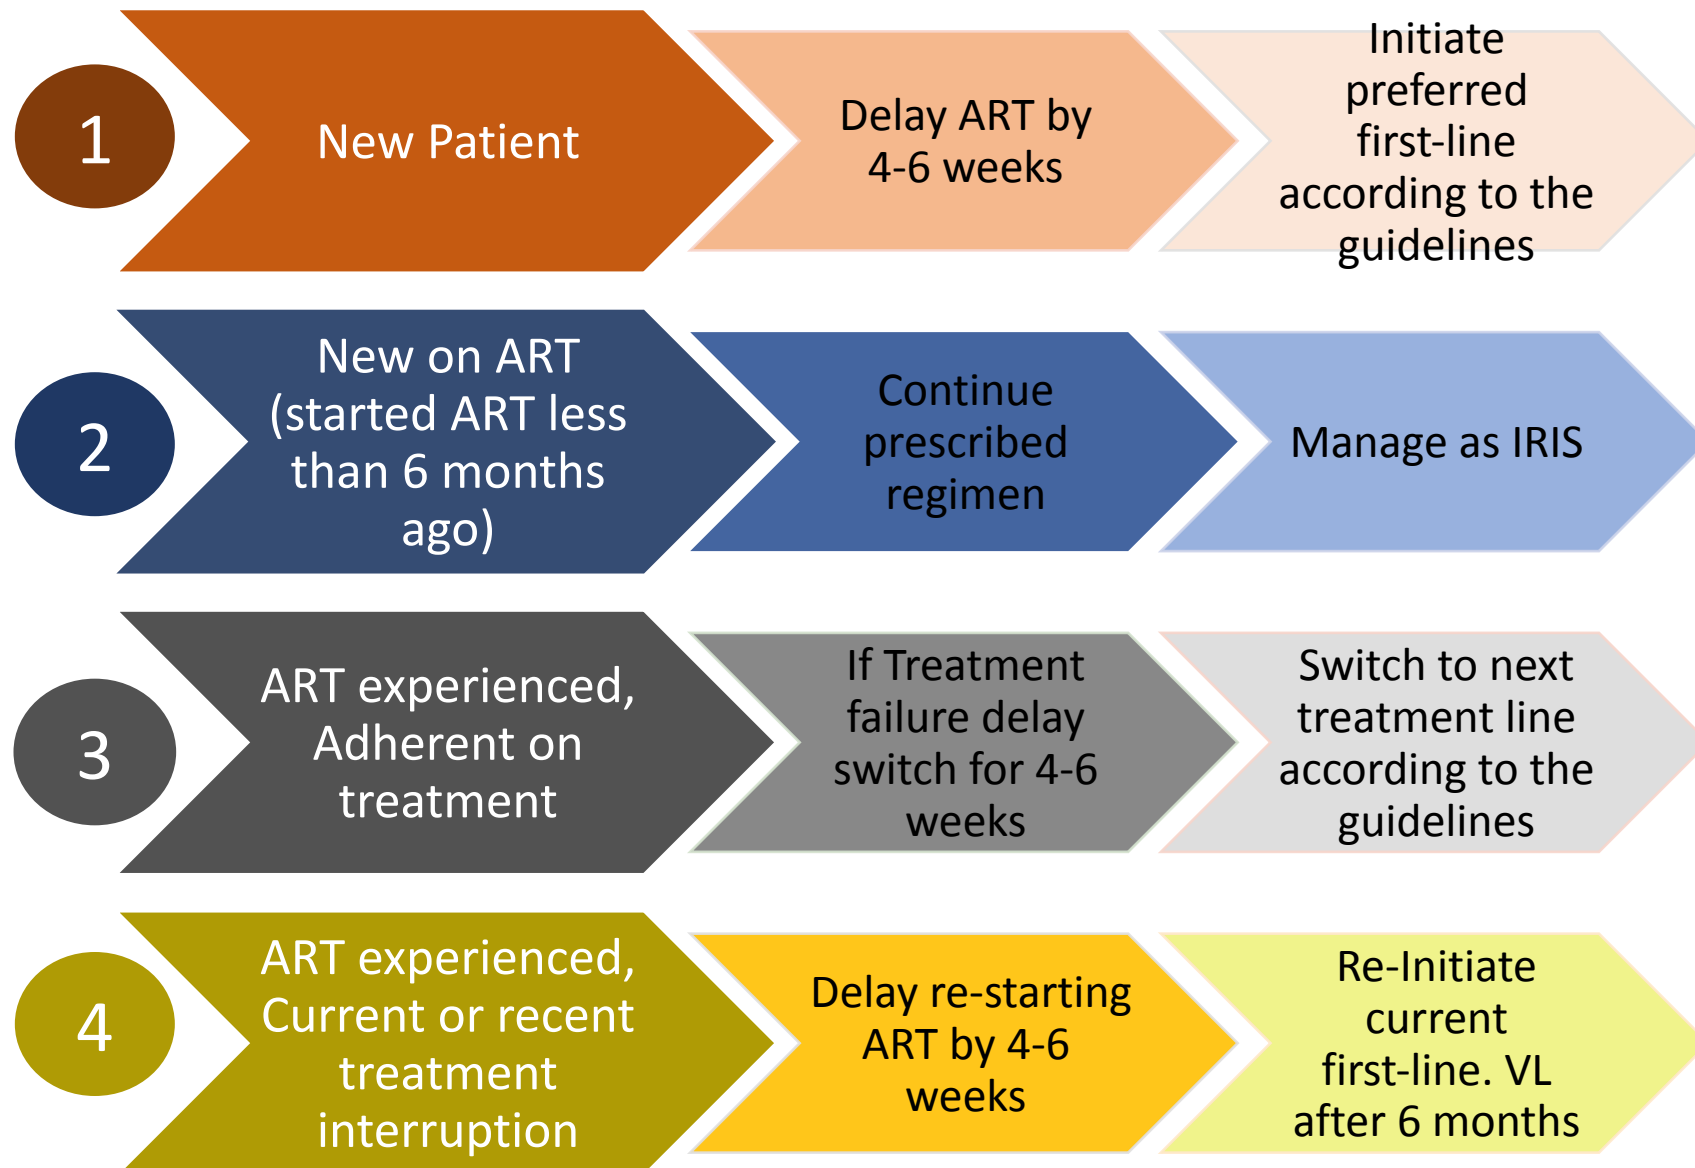 1
New Patient
Delay ART by
4-6 weeks
Initiate
preferred
first-line
according to the
guidelines
2
New on ART
(started ART less
than 6 months
ago)
Continue
prescribed
regimen
Manage as IRIS
3
ART experienced,
Adherent on
treatment
If Treatment
failure delay
switch for 4-6
weeks
Switch to next
treatment line
according to the
guidelines
4
ART experienced,
Current or recent
treatment
interruption
Delay re-starting
ART by 4-6
weeks
Re-Initiate
current
first-line. VL
after 6 months